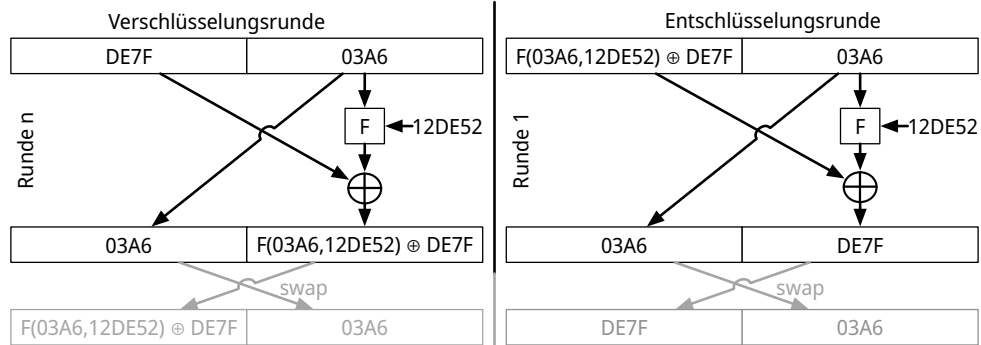 Verschlüsselungsrunde
DE7F 03A6
Runde n
F 12DE52
03A6 F(03A6,12DE52) ⊕ DE7F
swap
F(03A6,12DE52) ⊕ DE7F 03A6
Entschlüsselungsrunde
F(03A6,12DE52) ⊕ DE7F 03A6
Runde 1
F 12DE52
03A6 DE7F
swap
DE7F 03A6